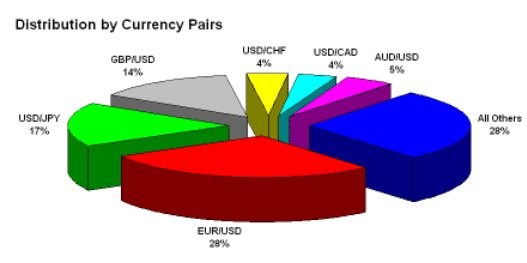 Distribution by Currency Pairs
USD/CHF
4%
USD/CAD
4%
AUD/USD
5%
GBP/USD
14%
USD/JPY
17%
All Others
28%
EUR/USD
28%